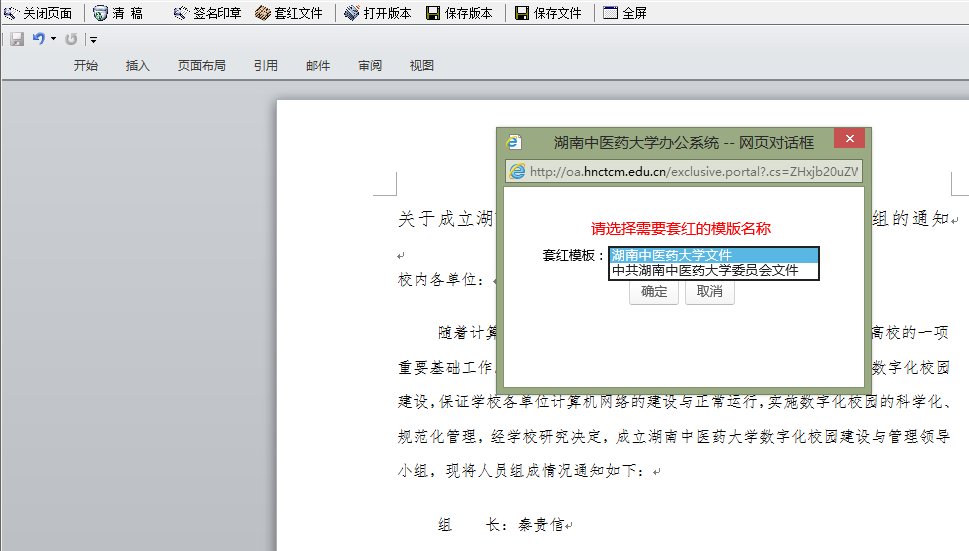 关闭页面 清 稿 签名印章 套红文件 打开版本 保存版本 保存文件 全屏
开始 插入 页面布局 引用 邮件 审阅 视图
湖南中医药大学办公系统 -- 网页对话框
http://oa.hnctcm.edu.cn/exclusive.portal?.cs=ZHxjb20uZV
请选择需要套红的模版名称
套红模板： 湖南中医药大学文件
中共湖南中医药大学委员会文件
确定 取消
关于成立湖 组的通知
校内各单位：
随着计算 高校的一项
重要基础工作 数字化校园
建设，保证学校各单位计算机网络的建设与正常运行，实施数字化校园的科学化、
规范化管理，经学校研究决定，成立湖南中医药大学数字化校园建设与管理领导
小组，现将人员组成情况通知如下：
组 长：秦贵信